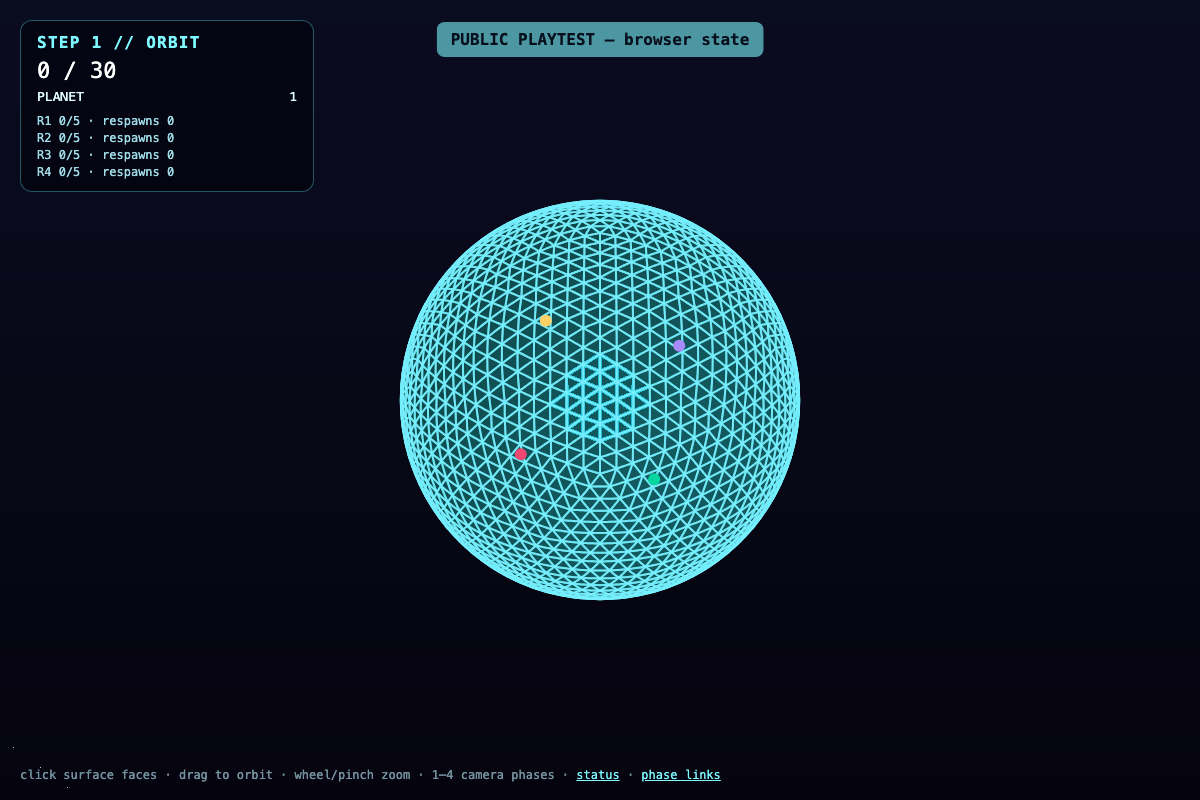 STEP 1 // ORBIT
0 / 30
PLANET 1
R1 0/5 · respawns 0
R2 0/5 · respawns 0
R3 0/5 · respawns 0
R4 0/5 · respawns 0
PUBLIC PLAYTEST — browser state
click surface faces · drag to orbit · wheel/pinch zoom · 1–4 camera phases · status · phase links